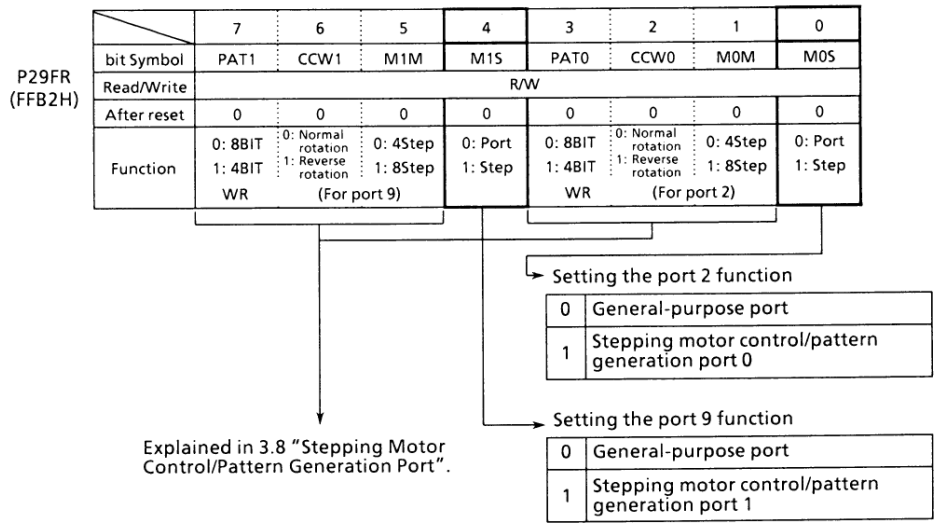 7 6 5 4 3 2 1 0
bit Symbol PAT1 CCW1 M1M M1S PAT0 CCW0 M0M M0S
P29FR
(FFB2H)
Read/Write R/W
After reset 0 0 0 0 0 0 0 0
Function
0: 8BIT
1: 4BIT
WR
0: Normal
rotation
1: Reverse
rotation
0: 4Step
1: 8Step
(For port 9)
0: Port
1: Step
0: 8BIT
1: 4BIT
WR
0: Normal
rotation
1: Reverse
rotation
0: 4Step
1: 8Step
(For port 2)
0: Port
1: Step
Setting the port 2 function
0 General-purpose port
1 Stepping motor control/pattern
generation port 0
Explained in 3.8 "Stepping Motor
Control/Pattern Generation Port".
Setting the port 9 function
0 General-purpose port
1 Stepping motor control/pattern
generation port 1